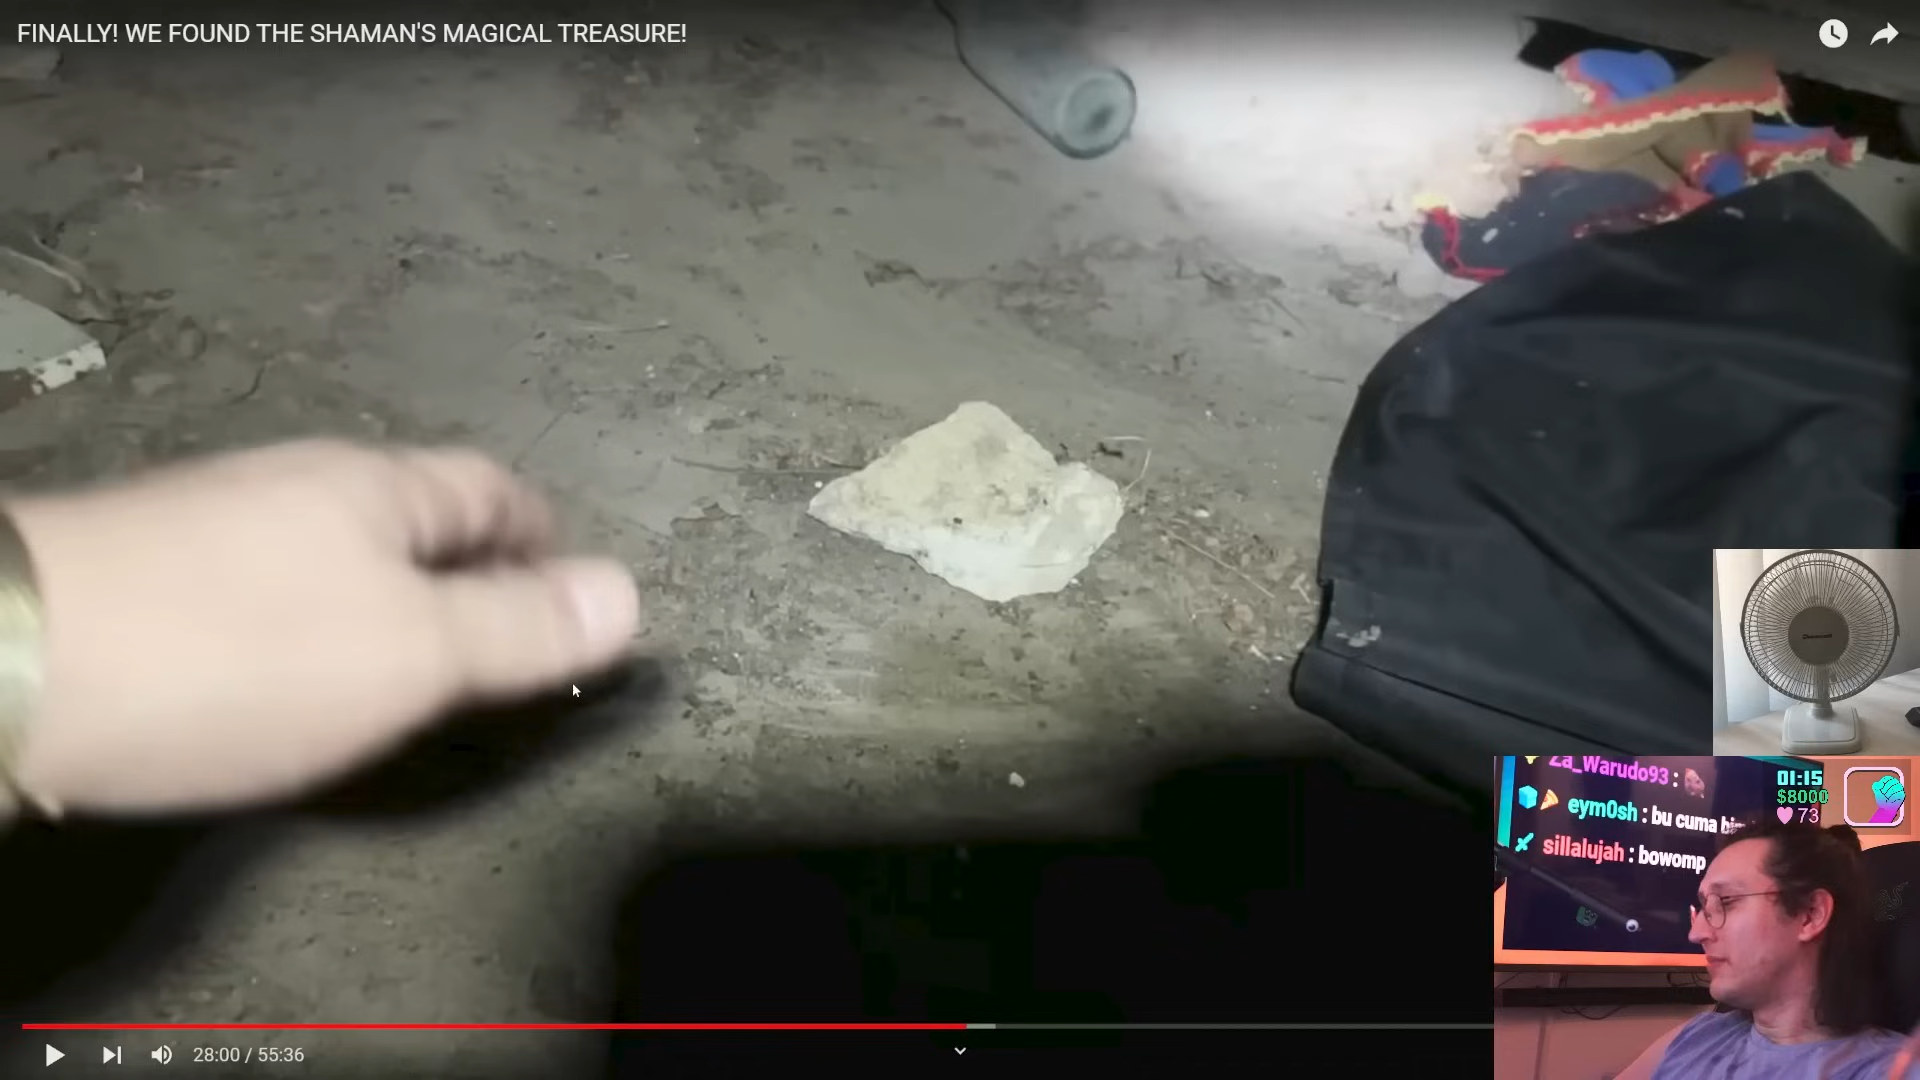 FINALLY! WE FOUND THE SHAMAN'S MAGICAL TREASURE!
Za_Warudo93 :
eym0sh : bu cuma
sillalujah : bowomp
01:15
$8000
73
28:00 / 55:36